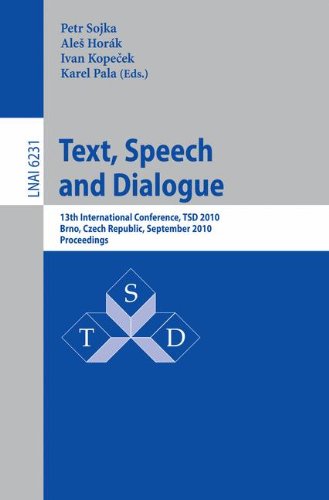 Petr Sojka
Aleš Horák
Ivan Kopeček
Karel Pala (Eds.)
LNAI 6231
Text, Speech
and Dialogue
13th International Conference, TSD 2010
Brno, Czech Republic, September 2010
Proceedings
S
T D